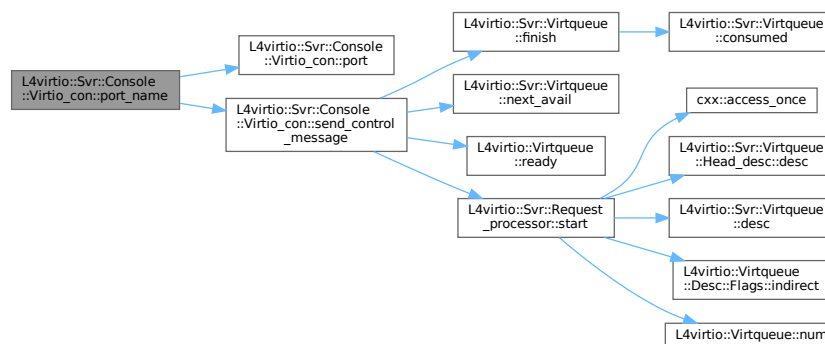 L4virtio::Svr::Console
::Virtio_con::port_name
L4virtio::Svr::Console
::Virtio_con::port
L4virtio::Svr::Console
::Virtio_con::send_control
_message
L4virtio::Svr::Virtqueue
::finish
L4virtio::Svr::Virtqueue
::consumed
L4virtio::Svr::Virtqueue
::next_avail
L4virtio::Virtqueue
::ready
L4virtio::Svr::Request
_processor::start
cxx::access_once
L4virtio::Svr::Virtqueue
::Head_desc::desc
L4virtio::Svr::Virtqueue
::desc
L4virtio::Virtqueue
::Desc::Flags::indirect
L4virtio::Virtqueue::num